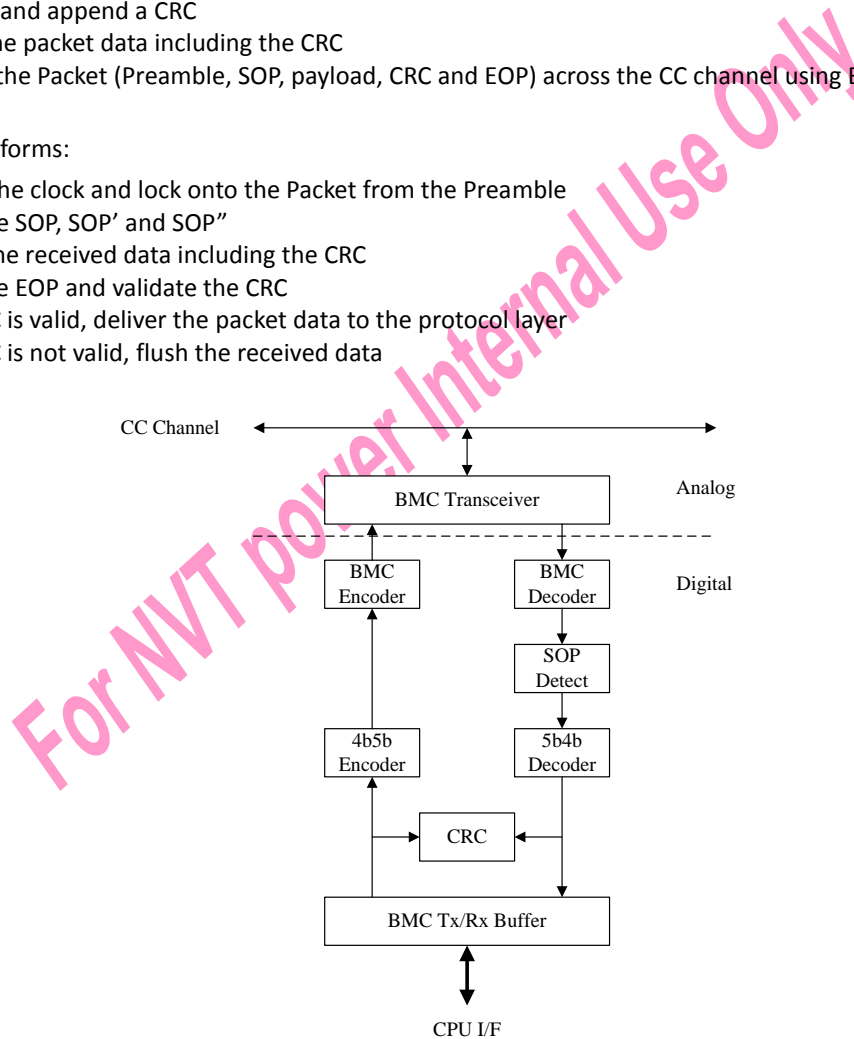 and append a CRC
he packet data including the CRC
the Packet (Preamble, SOP, payload, CRC and EOP) across the CC channel using
forms:
he clock and lock onto the Packet from the Preamble
e SOP, SOP’ and SOP”
he received data including the CRC
e EOP and validate the CRC
is valid, deliver the packet data to the protocol layer
is not valid, flush the received data
For NVT power Internal Use Only
CC Channel
BMC Transceiver
Analog
BMC
Encoder
BMC
Decoder
Digital
SOP
Detect
4b5b
Encoder
5b4b
Decoder
CRC
BMC Tx/Rx Buffer
CPU I/F